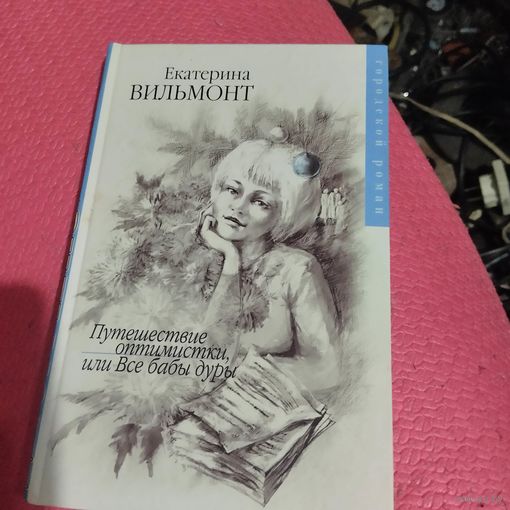 Екатерина
ВИЛЬМОНТ
городской роман
Путешествие
оптимистки,
или Все бабы дуры